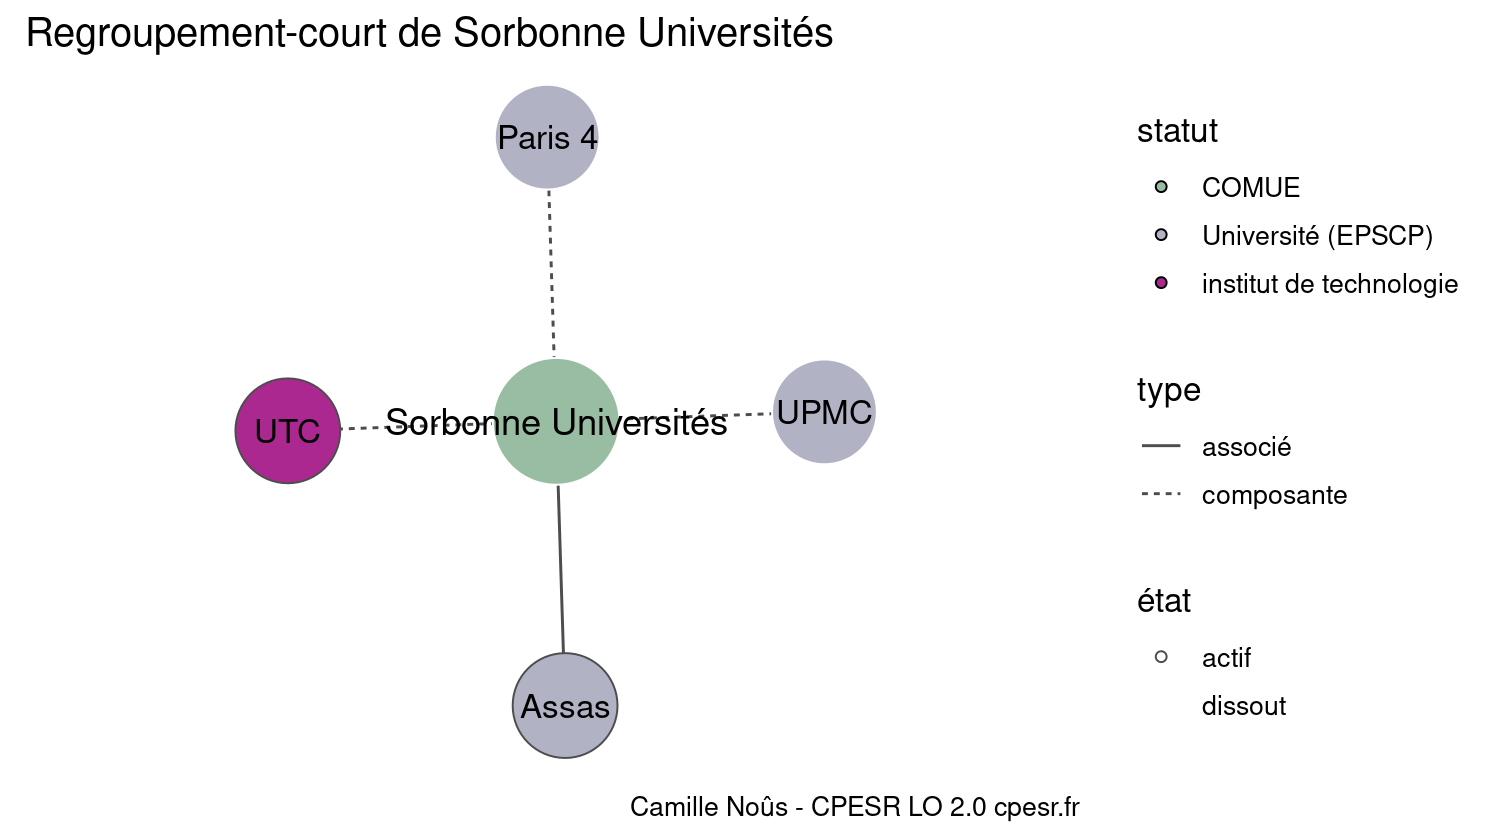 Regroupement-court de Sorbonne Universités
Paris 4
UTC
Sorbonne Universités
UPMC
Assas
statut
COMUE
Université (EPSCP)
institut de technologie
type
associé
composante
état
actif
dissout
Camille Noûs - CPESR LO 2.0 cpesr.fr